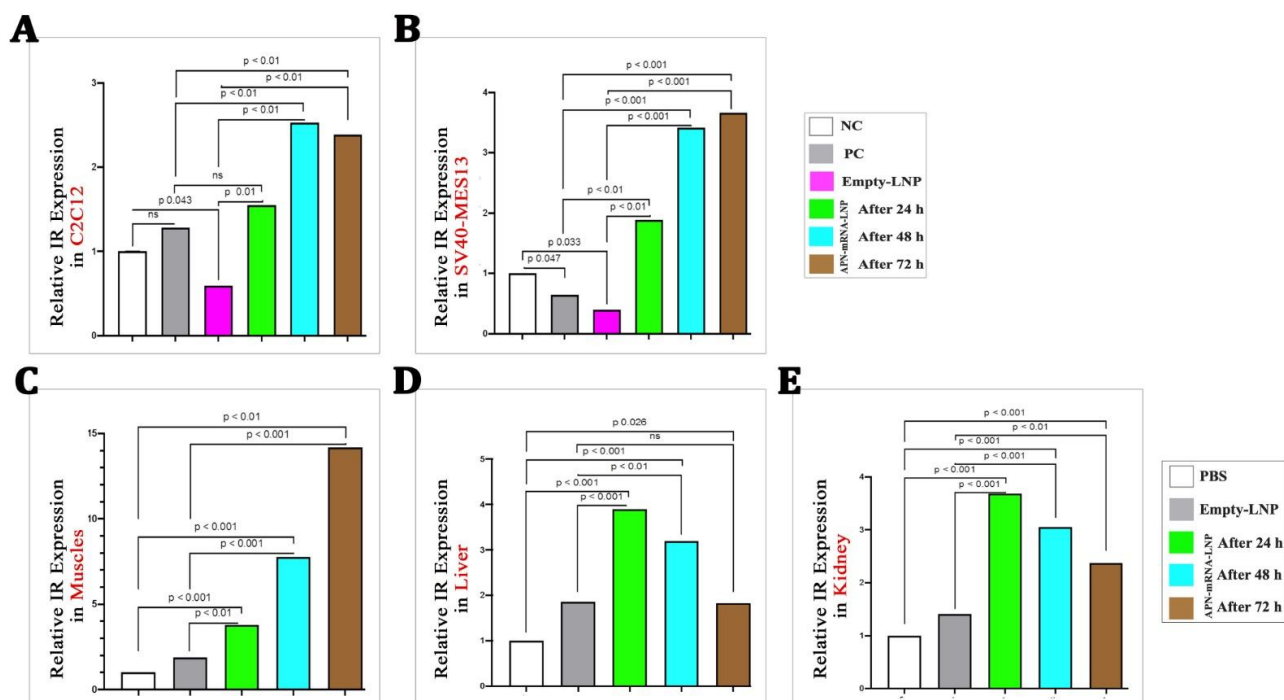 A
p < 0.01
p < 0.01
p < 0.01
p < 0.01
ns
p 0.01
p 0.043
ns
3
2
1
0
Relative IR Expression
in C2C12
B
p < 0.001
p < 0.001
p < 0.001
p < 0.001
p < 0.01
p < 0.01
p 0.033
p 0.047
4
3
2
1
0
Relative IR Expression
in SV40-MES13
NC
PC
Empty-LNP
APN-mRNA-LNP
After 24 h
After 48 h
After 72 h
C
p < 0.01
p < 0.001
p < 0.001
p < 0.001
p < 0.001
p < 0.01
15
14
12
10
8
6
4
2
0
Relative IR Expression
in Muscles
D
p 0.026
ns
p < 0.001
p < 0.01
p < 0.001
p < 0.001
5
4
3
2
1
0
Relative IR Expression
in Liver
E
p < 0.001
p < 0.01
p < 0.001
p < 0.001
p < 0.001
p < 0.001
4
3
2
1
0
Relative IR Expression
in Kidney
PBS
Empty-LNP
APN-mRNA-LNP
After 24 h
After 48 h
After 72 h